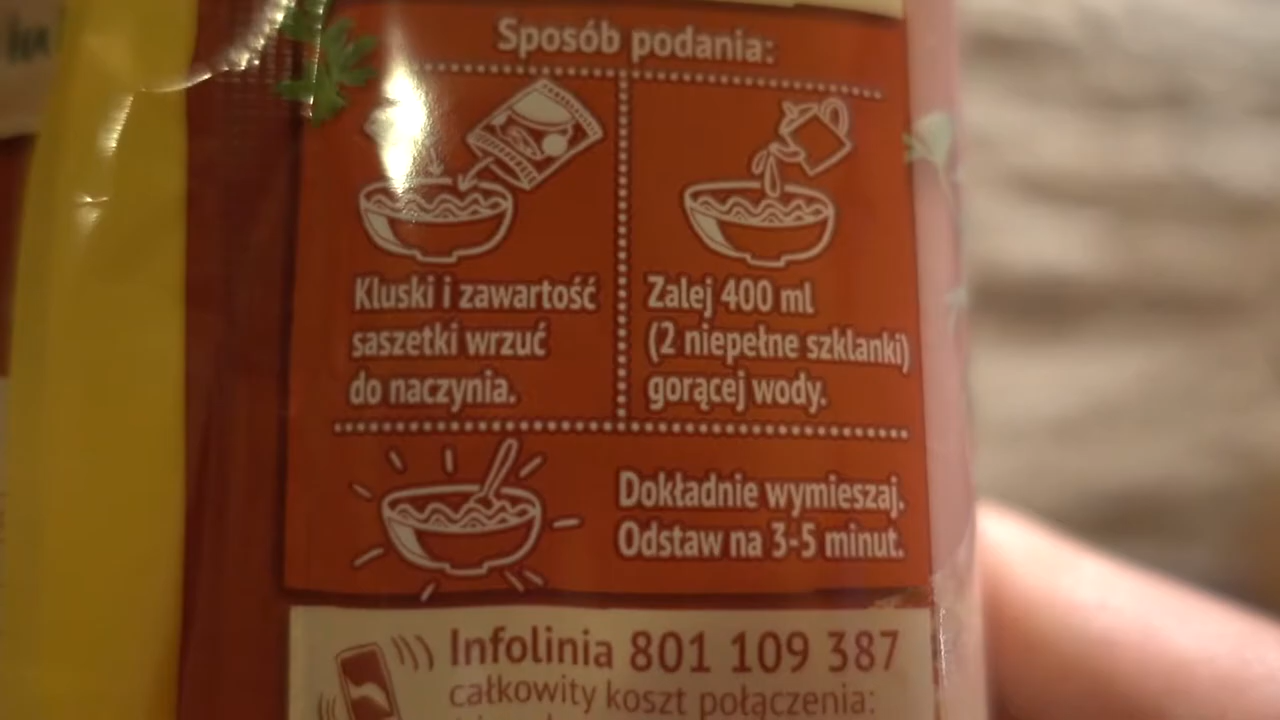 Sposób podania:
Kluski i zawartość
saszetki wrzuć
do naczynia.
Zalej 400 ml
(2 niepełne szklanki)
gorącej wody.
Dokładnie wymieszaj.
Odstaw na 3-5 minut.
Infolinia 801 109 387
całkowity koszt połączenia: